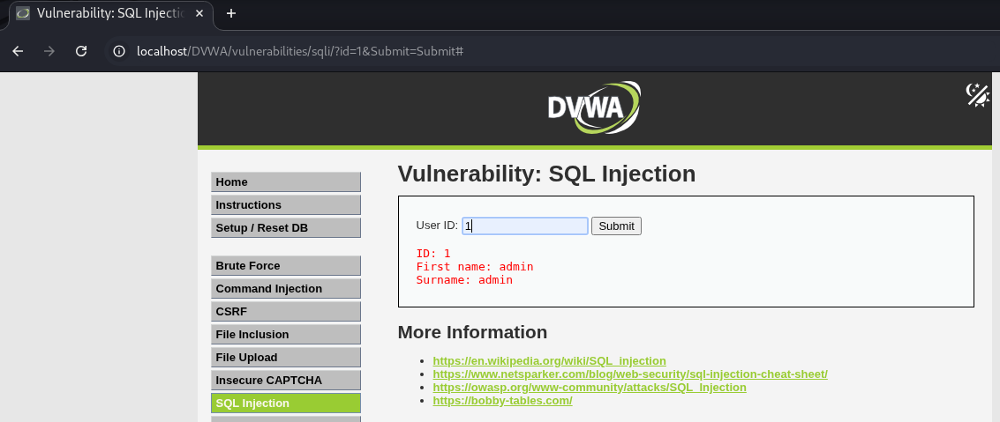 Vulnerability: SQL Injectio
localhost/DVWA/vulnerabilities/sqli/?id=1&Submit=Submit#
DVWA
Home
Instructions
Setup / Reset DB
Brute Force
Command Injection
CSRF
File Inclusion
File Upload
Insecure CAPTCHA
SQL Injection
Vulnerability: SQL Injection
User ID: 1 Submit
ID: 1
First name: admin
Surname: admin
More Information
https://en.wikipedia.org/wiki/SQL_injection
https://www.netsparker.com/blog/web-security/sql-injection-cheat-sheet/
https://owasp.org/www-community/attacks/SQL_Injection
https://bobby-tables.com/